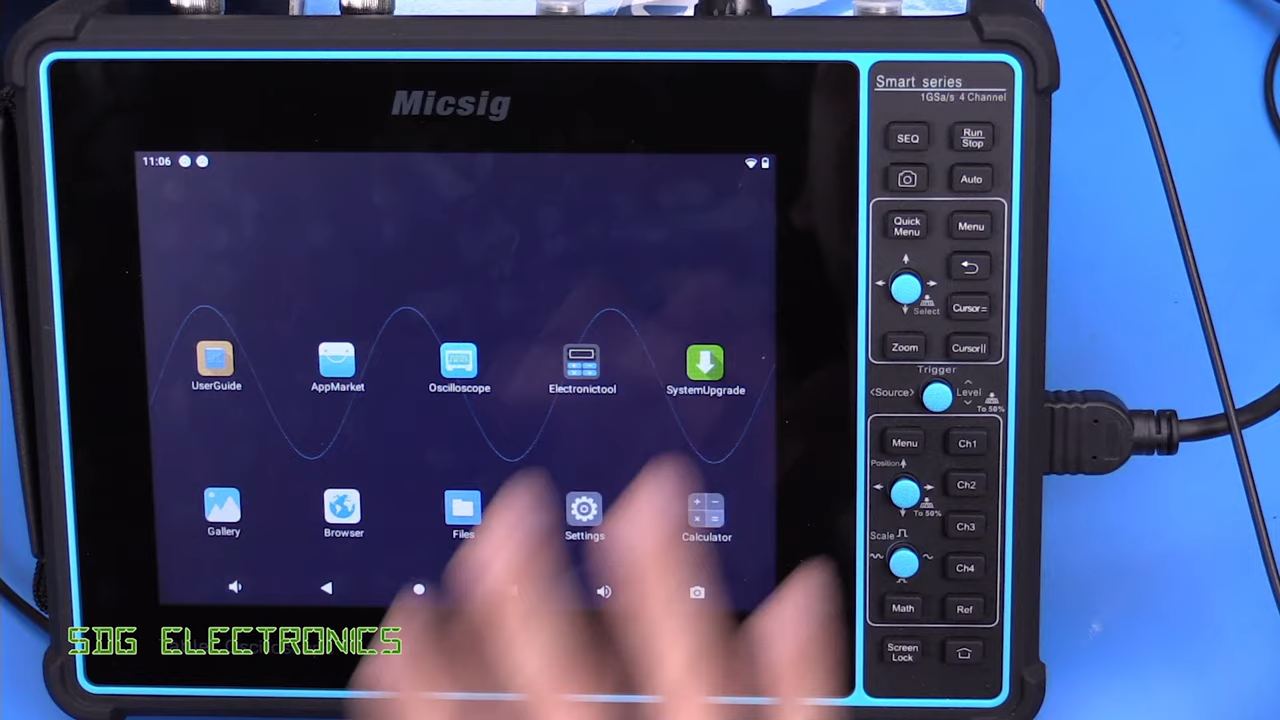 Micsig
Smart series
1GSa/s 4 Channel
11:06
SEQ
Run
Stop
Auto
Quick
Menu
Menu
Select
Cursor=
Zoom
Cursor||
UserGuide
AppMarket
Oscilloscope
Electronictool
SystemUpgrade
Trigger
<Source>
Level
To 50%
Menu
Ch1
Position
Ch2
To 50%
Ch3
Scale
Ch4
Gallery
Browser
Files
Settings
Calculator
Math
Ref
Screen
Lock
SDG ELECTRONICS